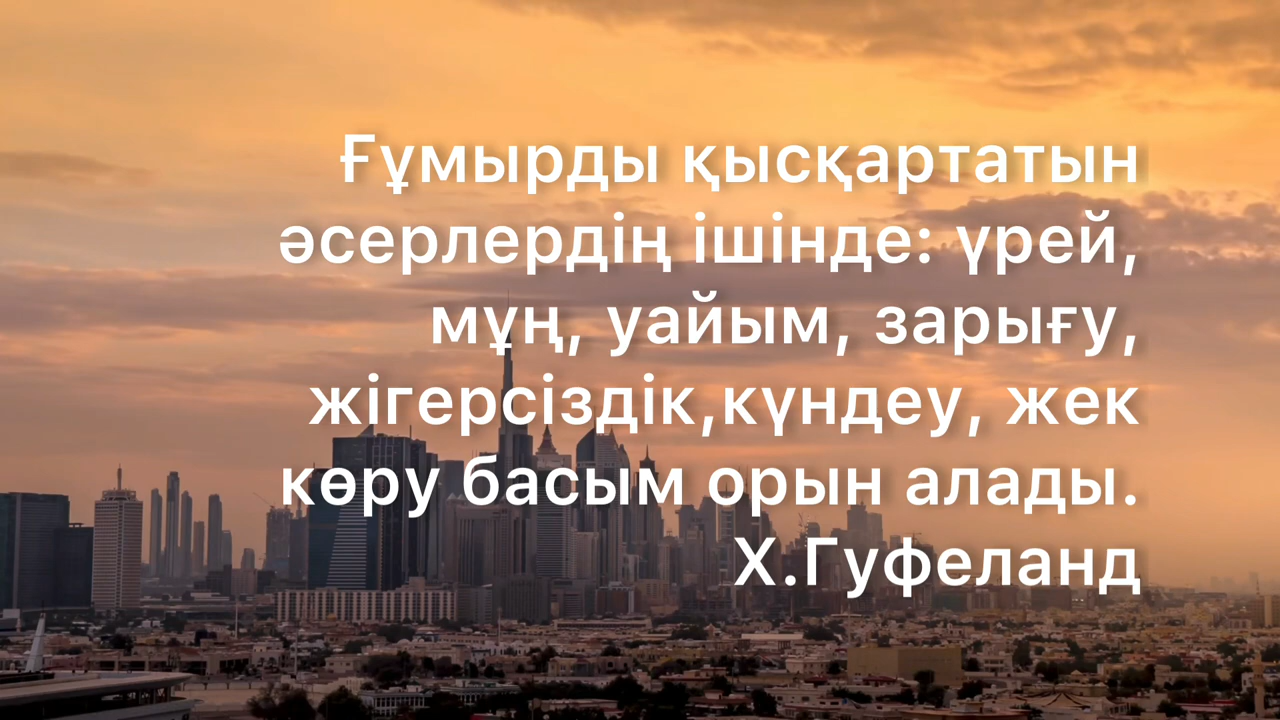 Ғұмырды қысқартатын
әсерлердің ішінде: үрей,
мұң, уайым, зарығу,
жігерсіздік,күндеу, жек
көру басым орын алады.
Х.Гуфеланд